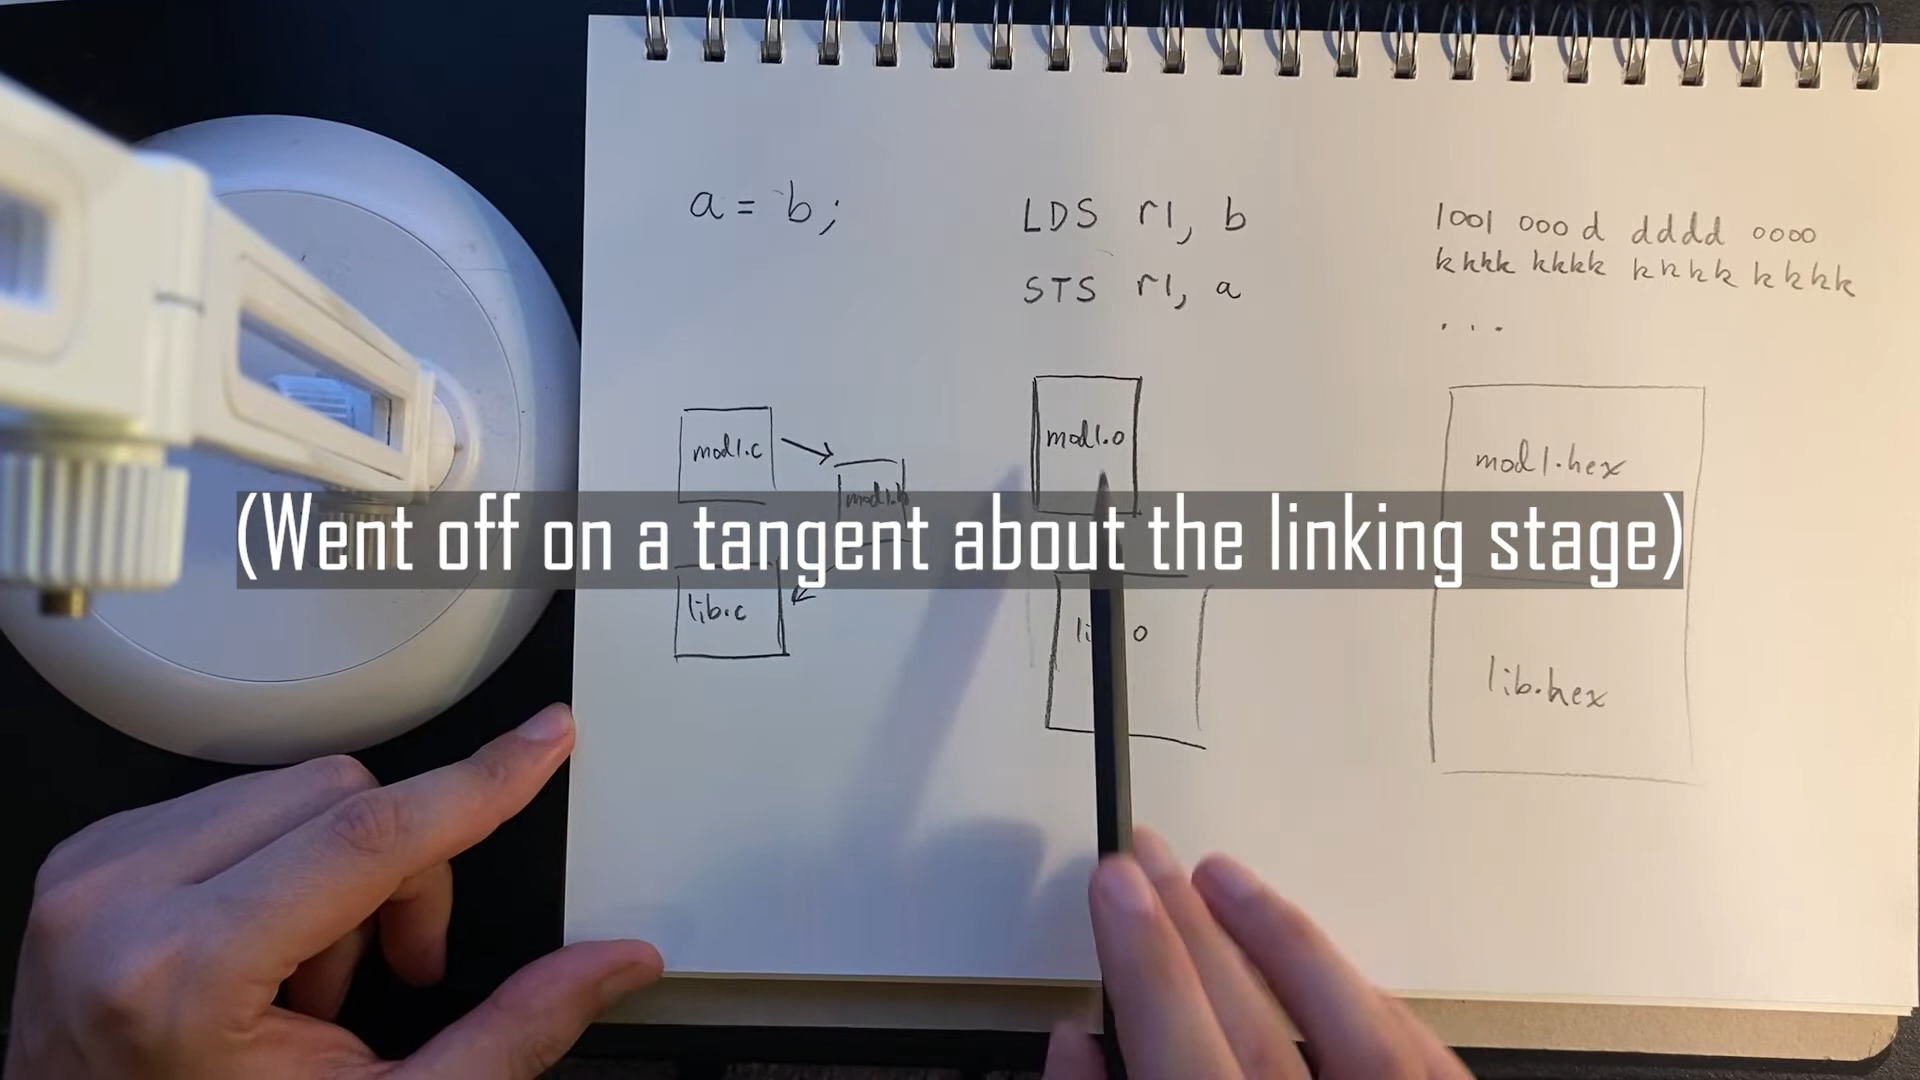 a = b;
LDS r1, b
STS r1, a
1001 000d dddd 0000
kkkk kkkk kkkk kkkk
...
mod1.c
mod1.h
lib.c
mod1.o
mod1.hex
lib.hex
(Went off on a tangent about the linking stage)